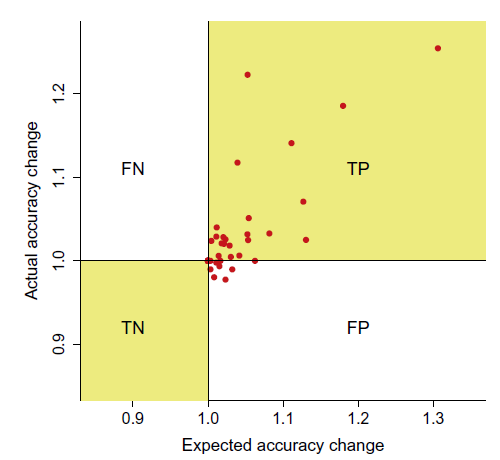 1.2
FN
TP
1.1
Actual accuracy change
1.0
TN
FP
0.9
0.9 1.0 1.1 1.2 1.3
Expected accuracy change